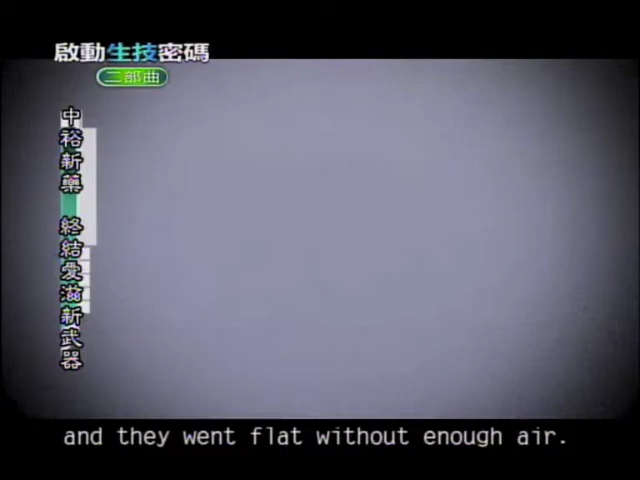 啟動生技密碼
二部曲
中裕新藥 終結愛滋新武器
and they went flat without enough air.